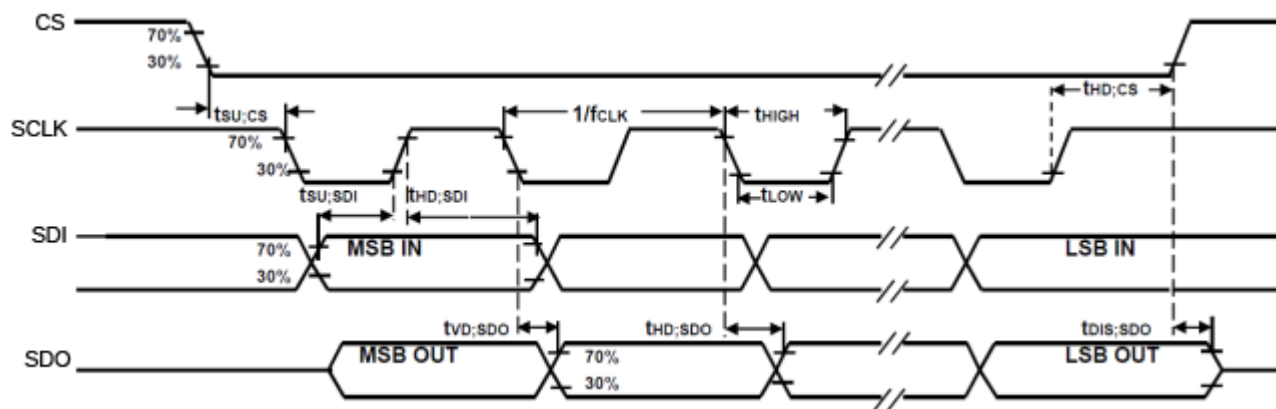 CS
70%
30%
tSU;CS
1/fCLK
tHIGH
tHD;CS
SCLK
70%
30%
tSU;SDI
tHD;SDI
tLOW
SDI
70%
30%
MSB IN
LSB IN
tVD;SDO
tHD;SDO
tDIS;SDO
SDO
MSB OUT
70%
30%
LSB OUT